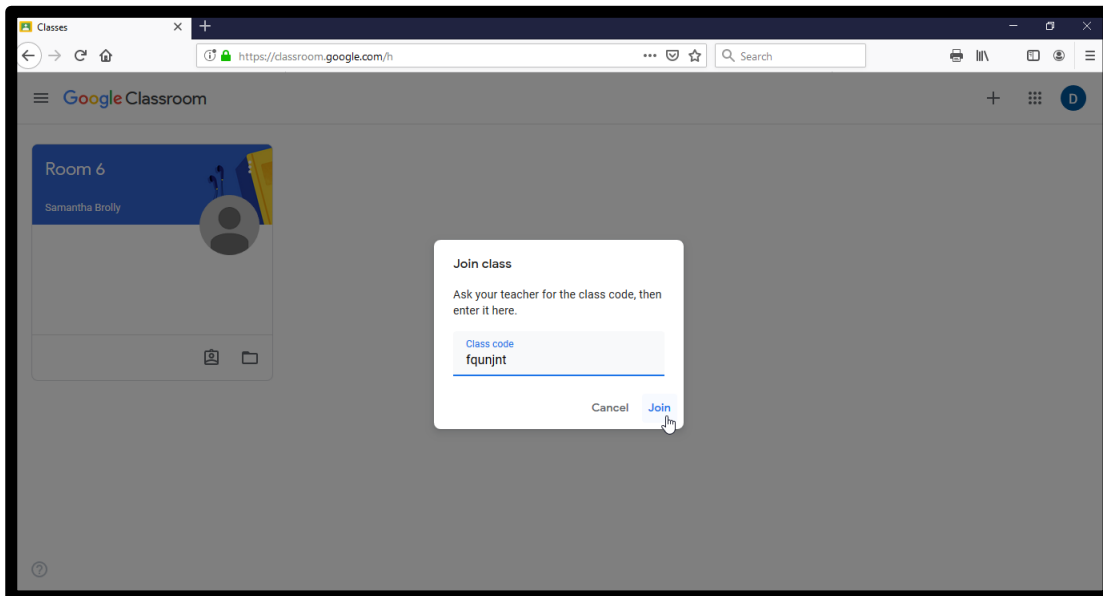 Classes
https://classroom.google.com/h
Search
Google Classroom
D
Room 6
Samantha Brolly
Join class
Ask your teacher for the class code, then
enter it here.
Class code
fqunjnt
Cancel Join